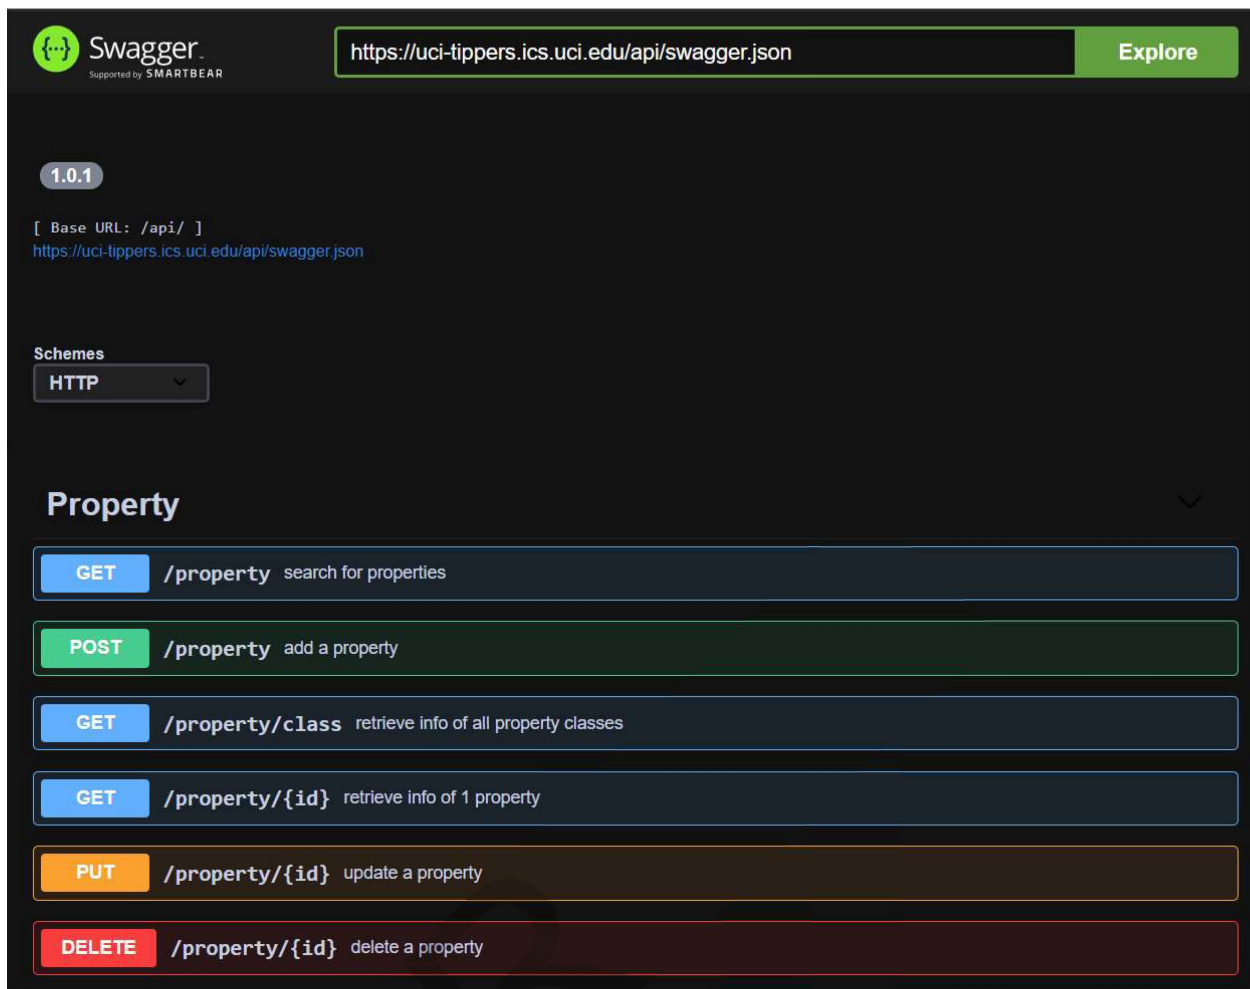 {···} Swagger. https://uci-tippers.ics.uci.edu/api/swagger.json Explore
Supported by SMARTBEAR
1.0.1
[ Base URL: /api/ ]
https://uci-tippers.ics.uci.edu/api/swagger.json
Schemes
HTTP
Property
GET /property search for properties
POST /property add a property
GET /property/class retrieve info of all property classes
GET /property/{id} retrieve info of 1 property
PUT /property/{id} update a property
DELETE /property/{id} delete a property